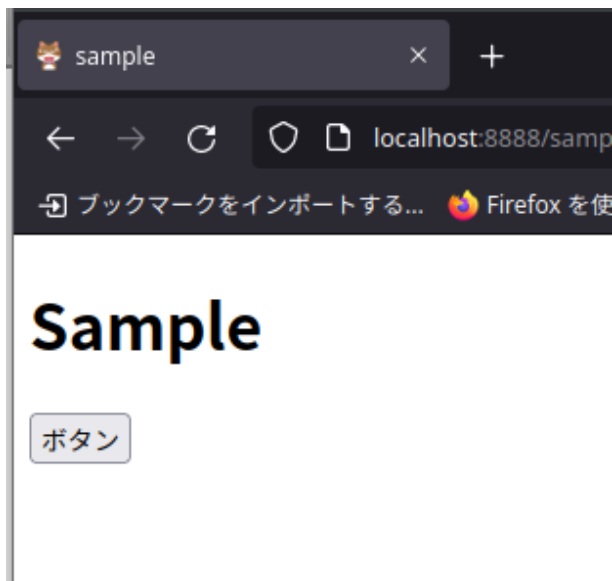 sample
localhost:8888/samp
ブックマークをインポートする... Firefox を使
Sample
ボタン